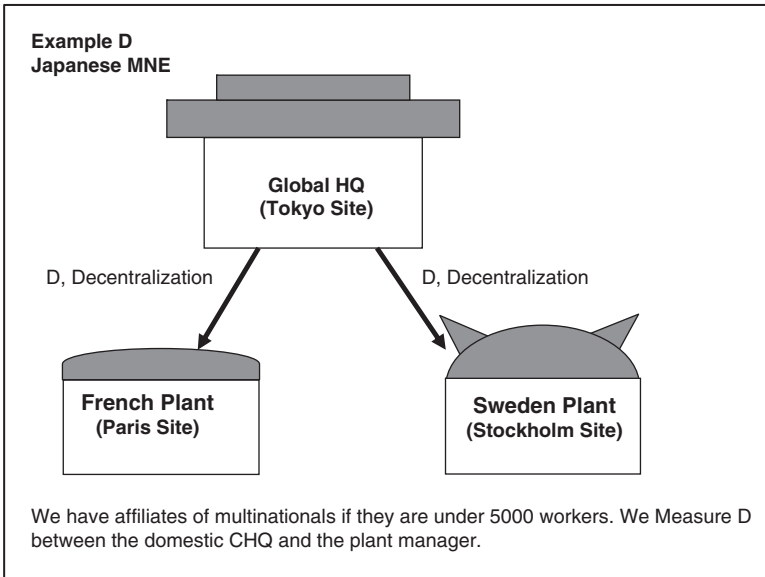 Example D
Japanese MNE
Global HQ
(Tokyo Site)
D, Decentralization
D, Decentralization
French Plant
(Paris Site)
Sweden Plant
(Stockholm Site)
We have affiliates of multinationals if they are under 5000 workers. We Measure D
between the domestic CHQ and the plant manager.